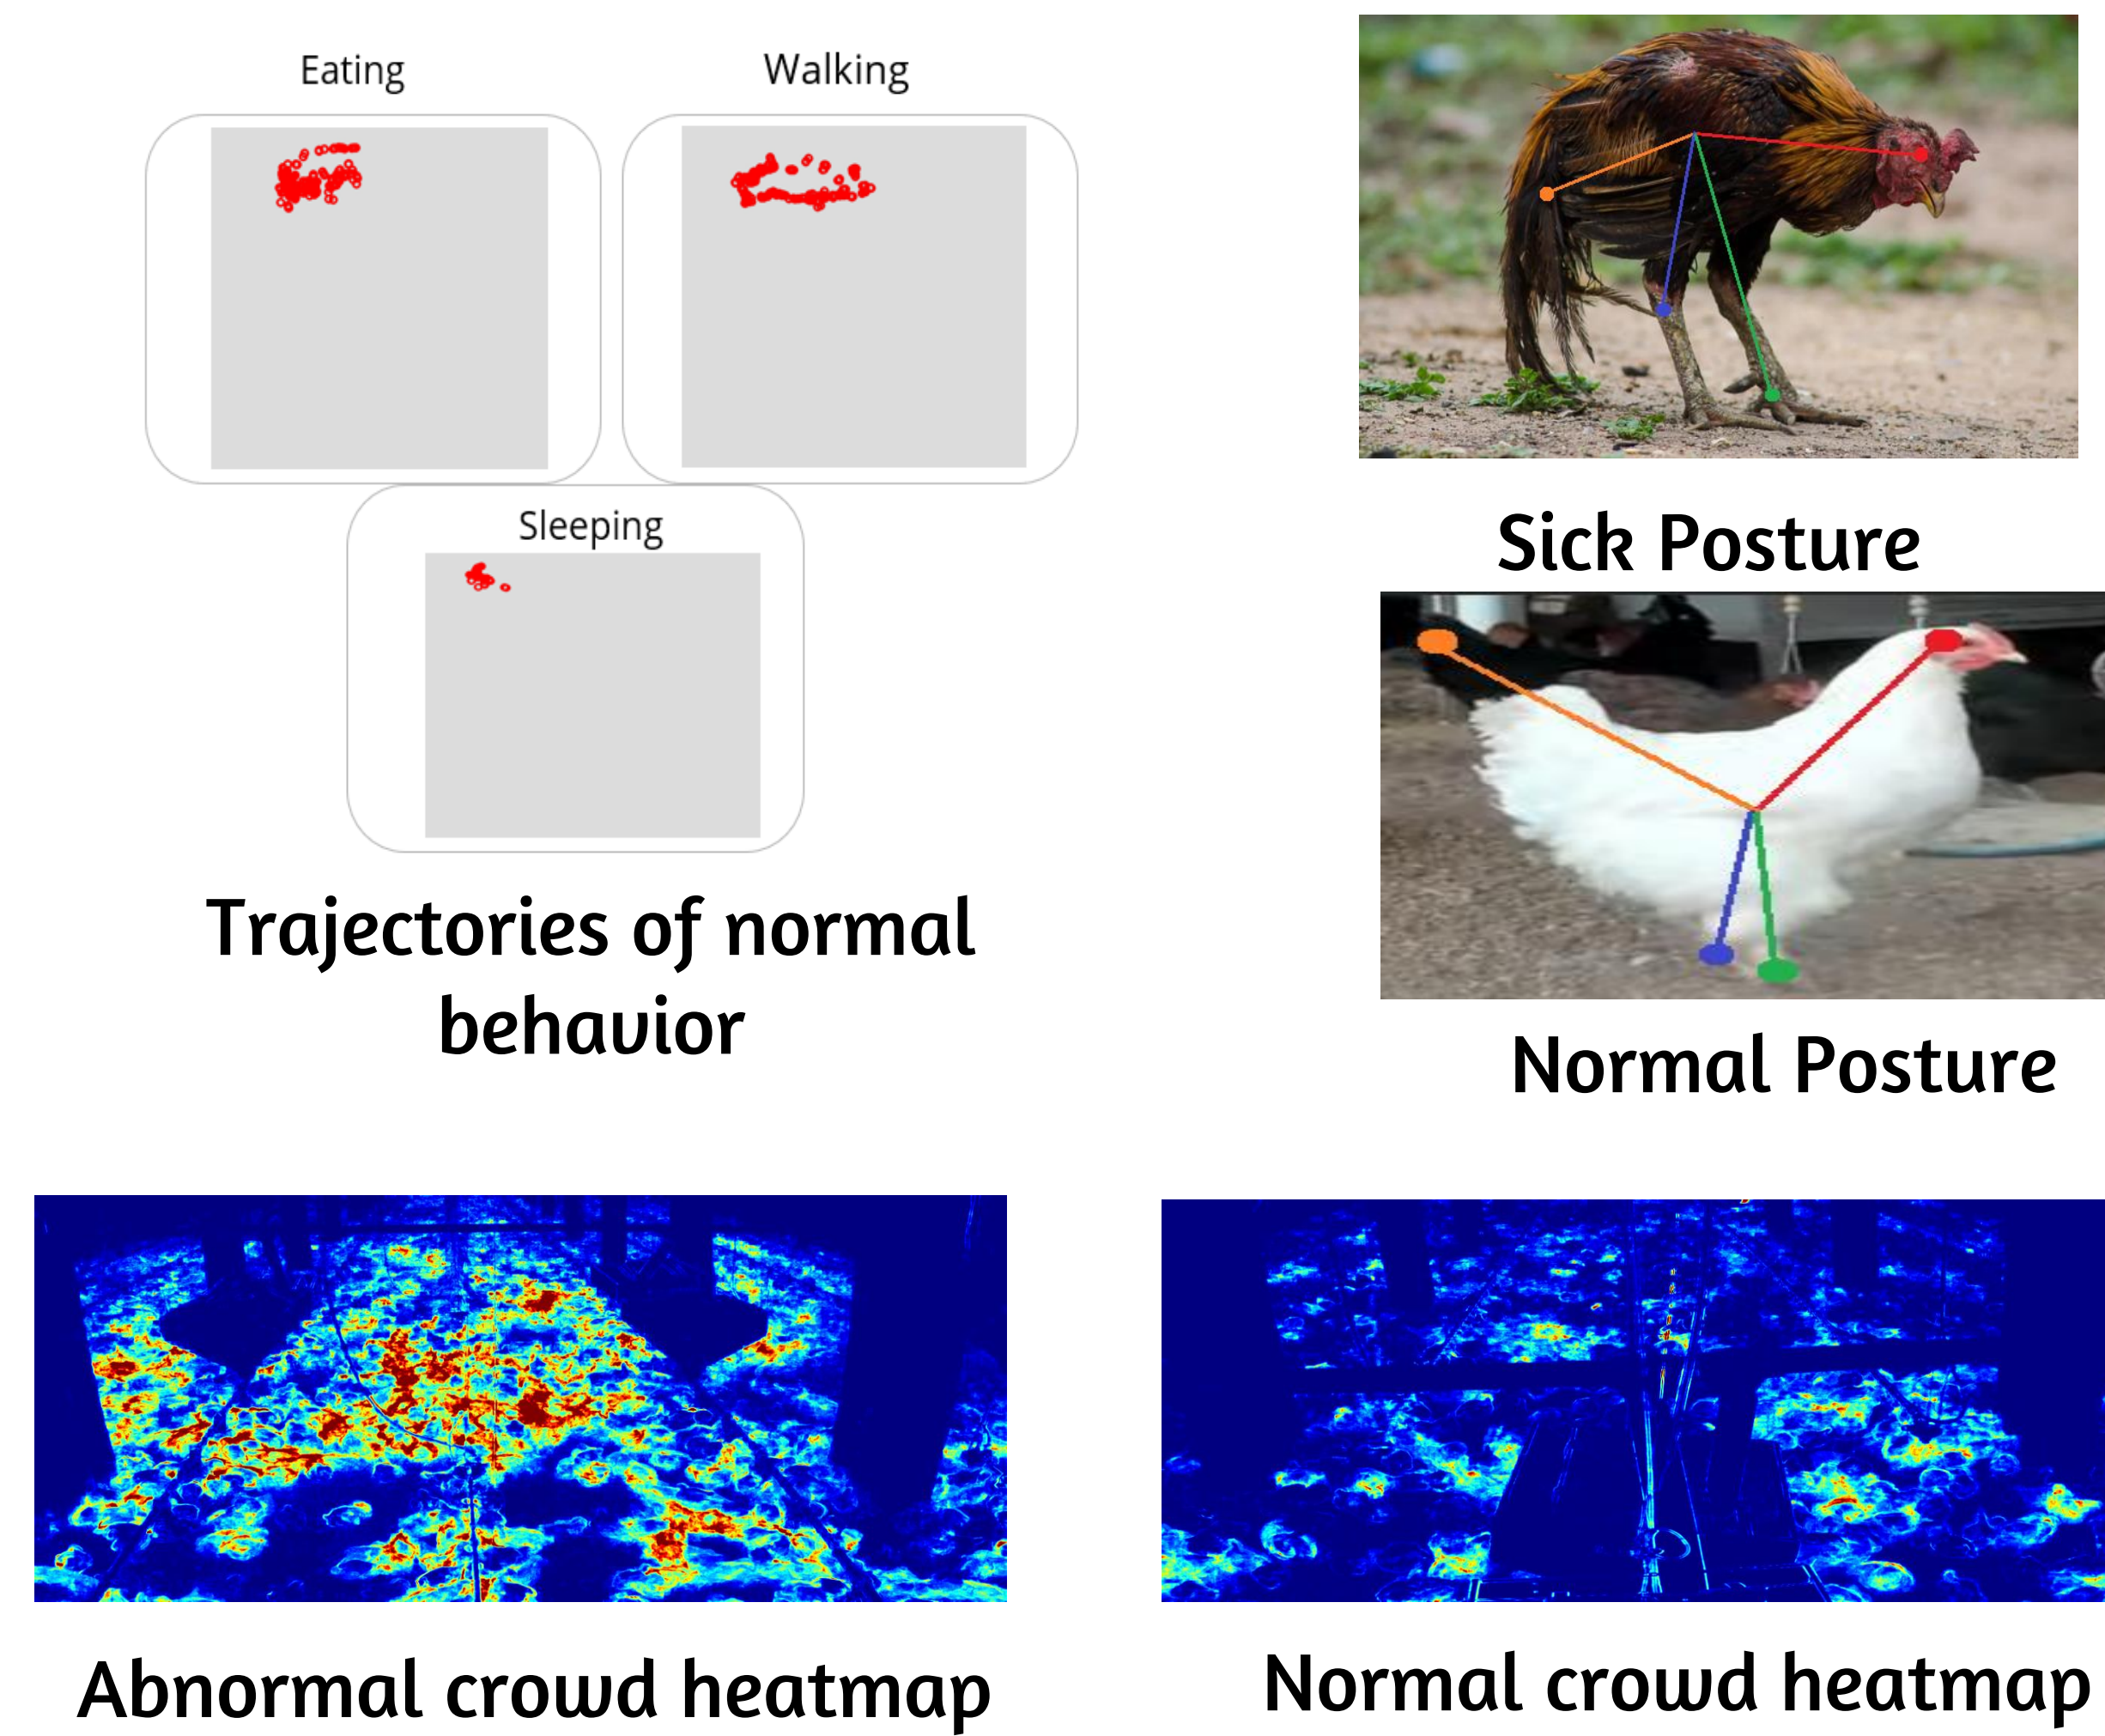 Eating
Walking
Sleeping
Trajectories of normal
behavior
Sick Posture
Normal Posture
Abnormal crowd heatmap
Normal crowd heatmap